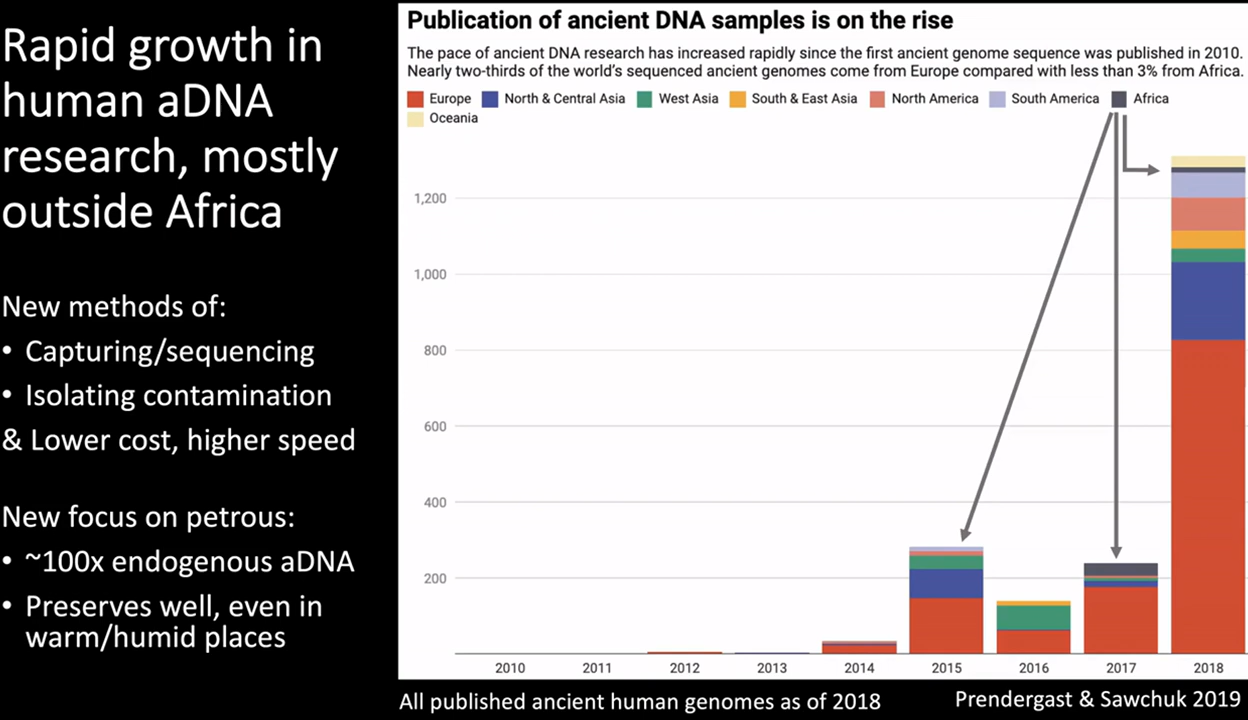 Rapid growth in
human aDNA
research, mostly
outside Africa
New methods of:
• Capturing/sequencing
• Isolating contamination
& Lower cost, higher speed
New focus on petrous:
• ~100x endogenous aDNA
• Preserves well, even in
warm/humid places
Publication of ancient DNA samples is on the rise
The pace of ancient DNA research has increased rapidly since the first ancient genome sequence was published in 2010.
Nearly two-thirds of the world’s sequenced ancient genomes come from Europe compared with less than 3% from Africa.
Europe North & Central Asia West Asia South & East Asia North America South America Africa
Oceania
1,200
1,000
800
600
400
200
2010 2011 2012 2013 2014 2015 2016 2017 2018
All published ancient human genomes as of 2018 Prendergast & Sawchuk 2019